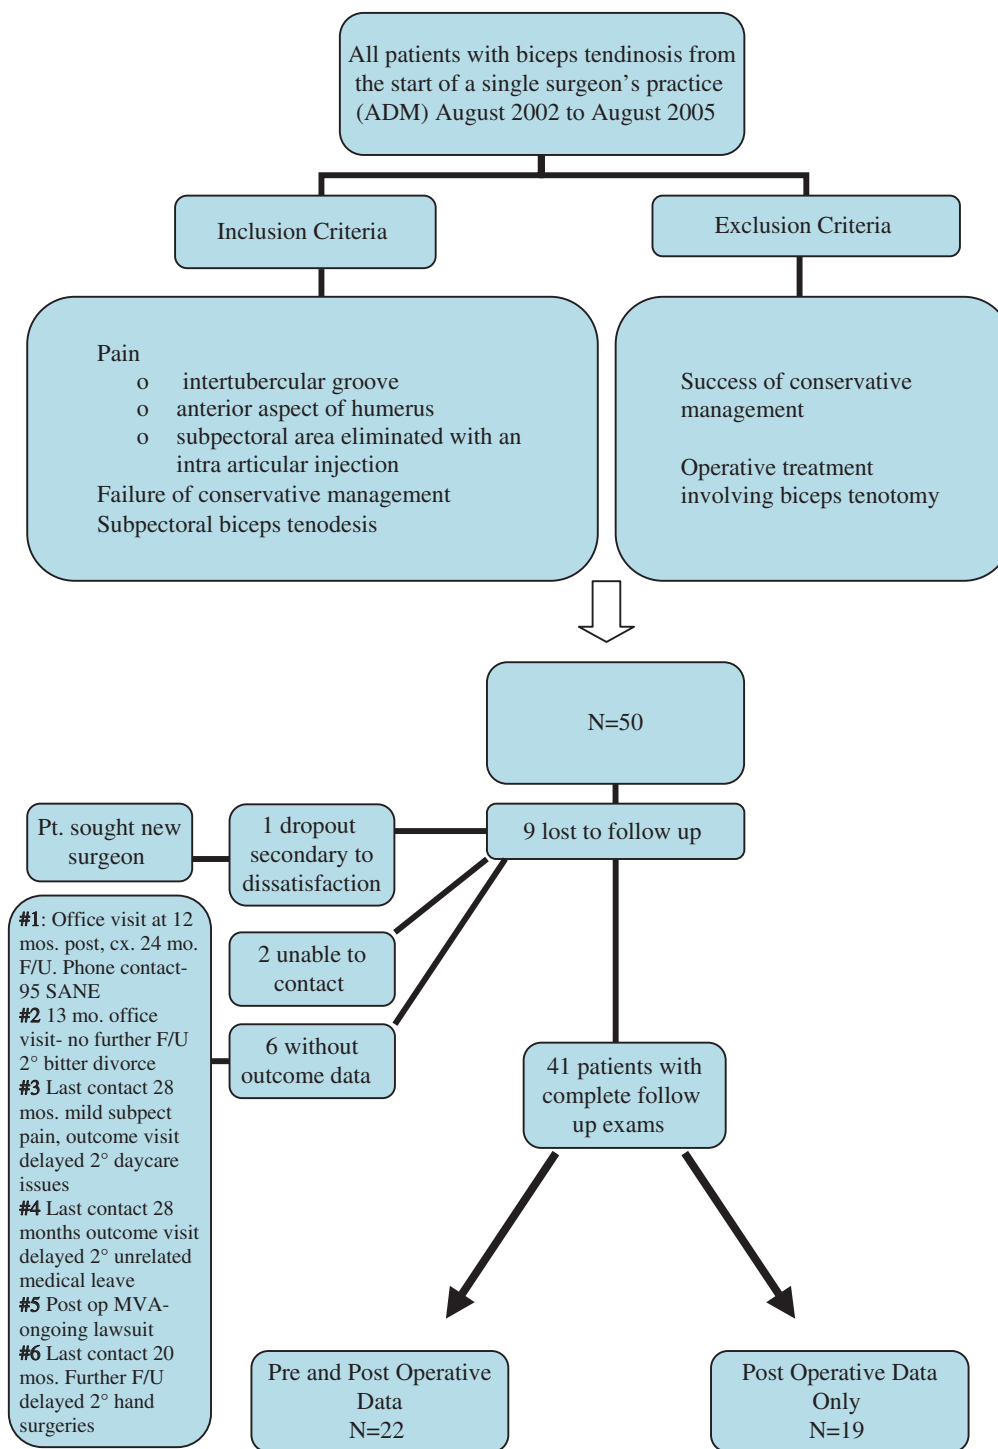 All patients with biceps tendinosis from
the start of a single surgeon's practice
(ADM) August 2002 to August 2005
Inclusion Criteria
Exclusion Criteria
Pain
o intertubercular groove
o anterior aspect of humerus
o subpectoral area eliminated with an
intra articular injection
Failure of conservative management
Subpectoral biceps tenodesis
Success of conservative
management
Operative treatment
involving biceps tenotomy
N=50
9 lost to follow up
1 dropout
secondary to
dissatisfaction
Pt. sought new
surgeon
2 unable to
contact
6 without
outcome data
#1: Office visit at 12
mos. post, cx. 24 mo.
F/U. Phone contact-
95 SANE
#2 13 mo. office
visit- no further F/U
2° bitter divorce
#3 Last contact 28
mos. mild subpect
pain, outcome visit
delayed 2° daycare
issues
#4 Last contact 28
months outcome visit
delayed 2° unrelated
medical leave
#5 Post op MVA-
ongoing lawsuit
#6 Last contact 20
mos. Further F/U
delayed 2° hand
surgeries
41 patients with
complete follow
up exams
Pre and Post Operative
Data
N=22
Post Operative Data
Only
N=19